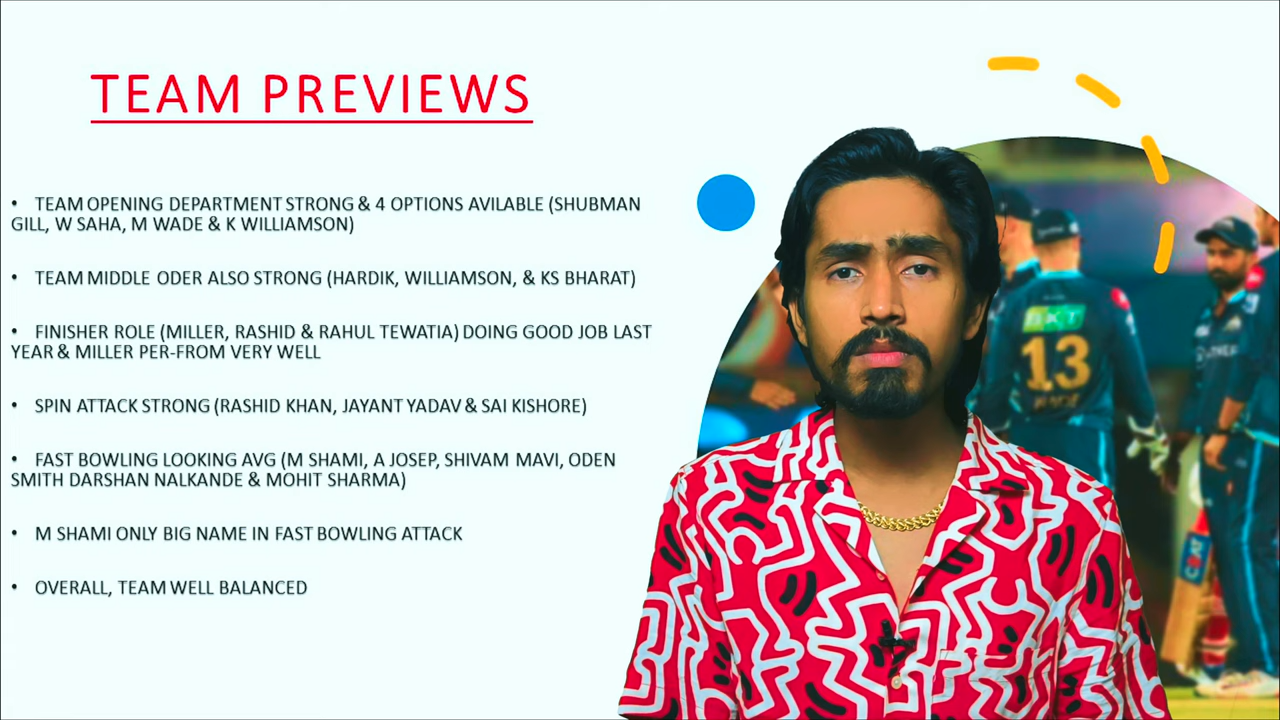 TEAM PREVIEWS
• TEAM OPENING DEPARTMENT STRONG & 4 OPTIONS AVILABLE (SHUBMAN
GILL, W SAHA, M WADE & K WILLIAMSON)
• TEAM MIDDLE ODER ALSO STRONG (HARDIK, WILLIAMSON, & KS BHARAT)
• FINISHER ROLE (MILLER, RASHID & RAHUL TEWATIA) DOING GOOD JOB LAST
YEAR & MILLER PER-FROM VERY WELL
• SPIN ATTACK STRONG (RASHID KHAN, JAYANT YADAV & SAI KISHORE)
• FAST BOWLING LOOKING AVG (M SHAMI, A JOSEP, SHIVAM MAVI, ODEN
SMITH DARSHAN NALKANDE & MOHIT SHARMA)
• M SHAMI ONLY BIG NAME IN FAST BOWLING ATTACK
• OVERALL, TEAM WELL BALANCED
BKT
13
WADE